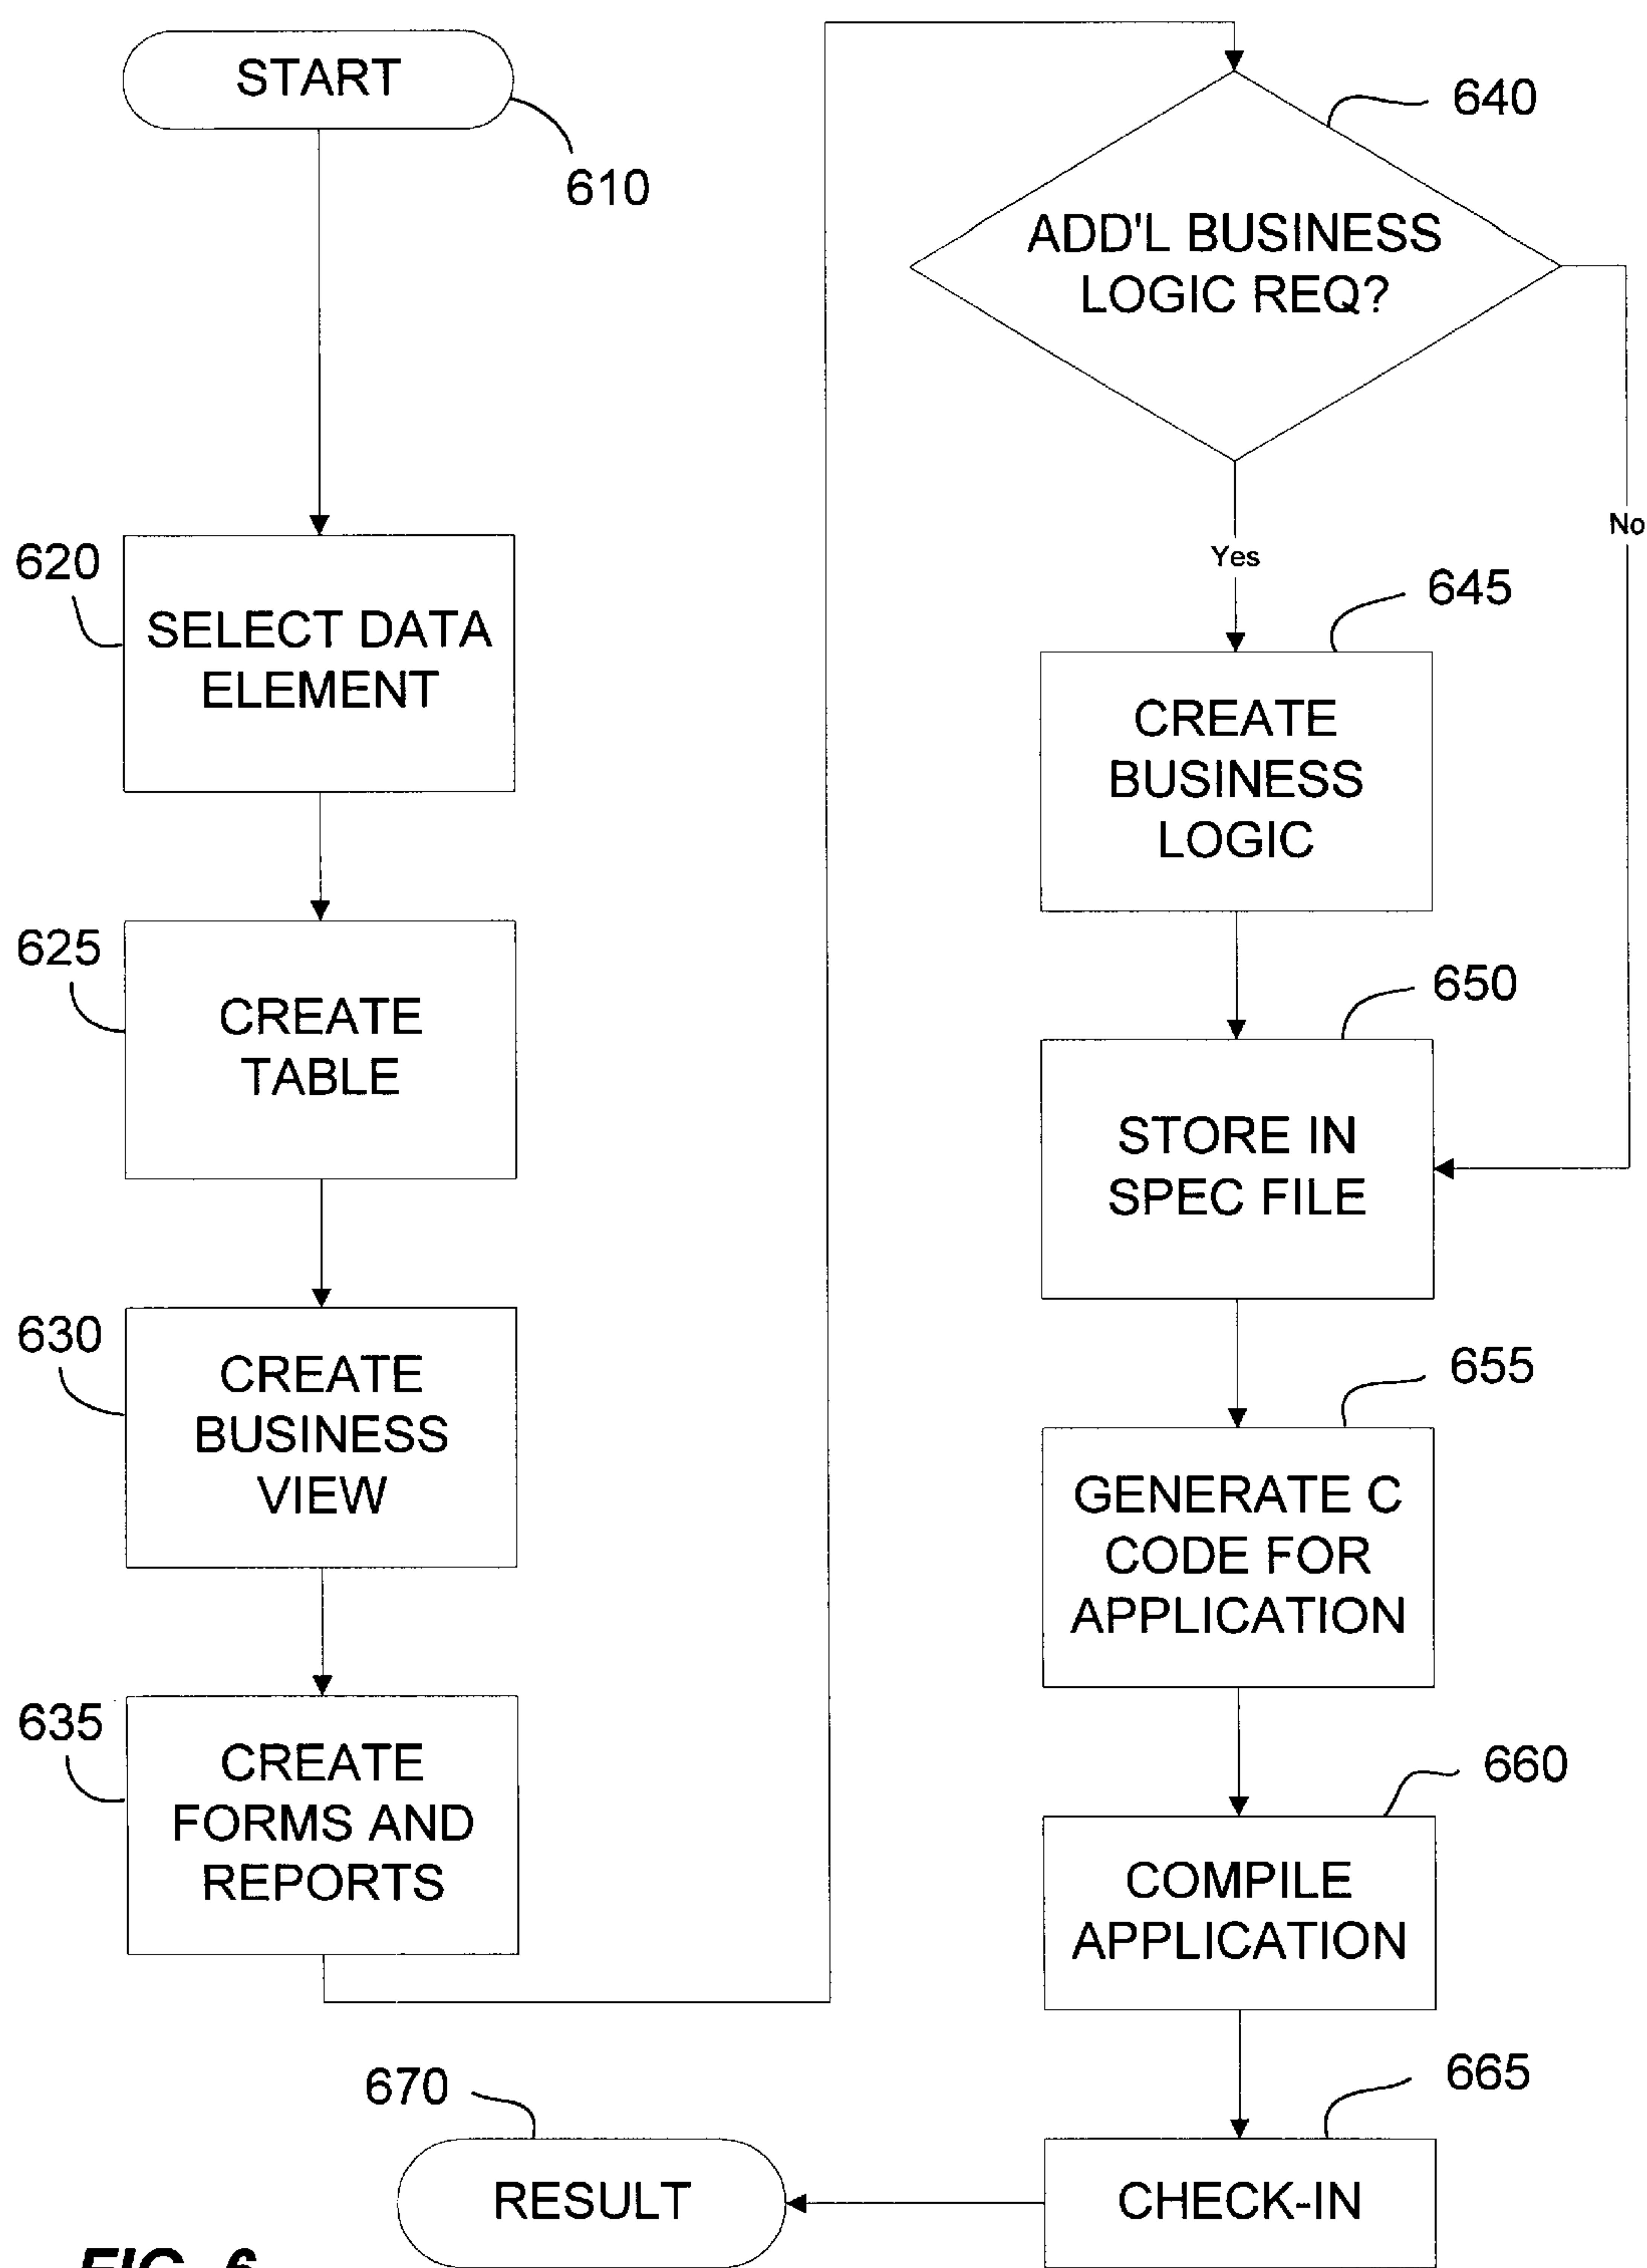 START
610
620
SELECT DATA
ELEMENT
625
CREATE
TABLE
630
CREATE
BUSINESS
VIEW
635
CREATE
FORMS AND
REPORTS
640
ADD'L BUSINESS
LOGIC REQ?
No
Yes
645
CREATE
BUSINESS
LOGIC
650
STORE IN
SPEC FILE
655
GENERATE C
CODE FOR
APPLICATION
660
COMPILE
APPLICATION
665
CHECK-IN
670
RESULT
FIG. 6